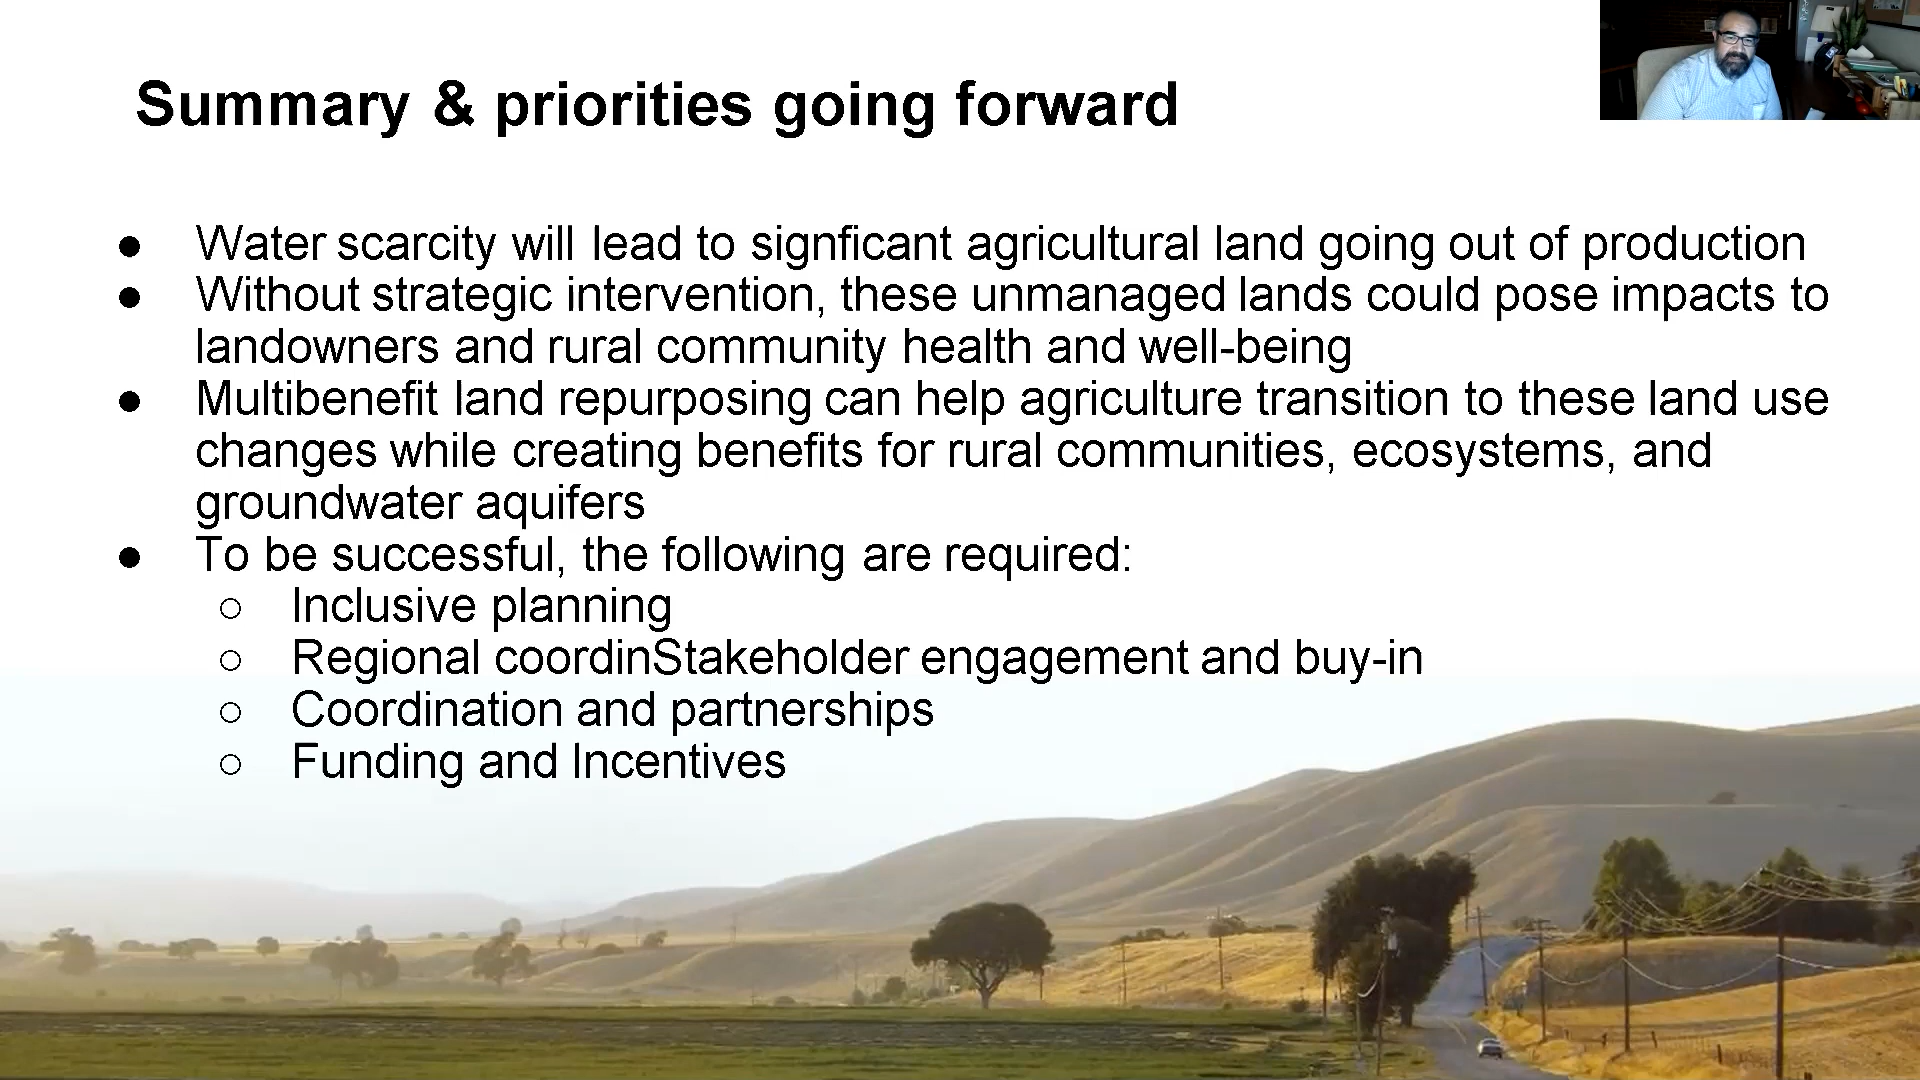 Summary & priorities going forward
● Water scarcity will lead to signficant agricultural land going out of production
● Without strategic intervention, these unmanaged lands could pose impacts to
landowners and rural community health and well-being
● Multibenefit land repurposing can help agriculture transition to these land use
changes while creating benefits for rural communities, ecosystems, and
groundwater aquifers
● To be successful, the following are required:
○ Inclusive planning
○ Regional coordinStakeholder engagement and buy-in
○ Coordination and partnerships
○ Funding and Incentives